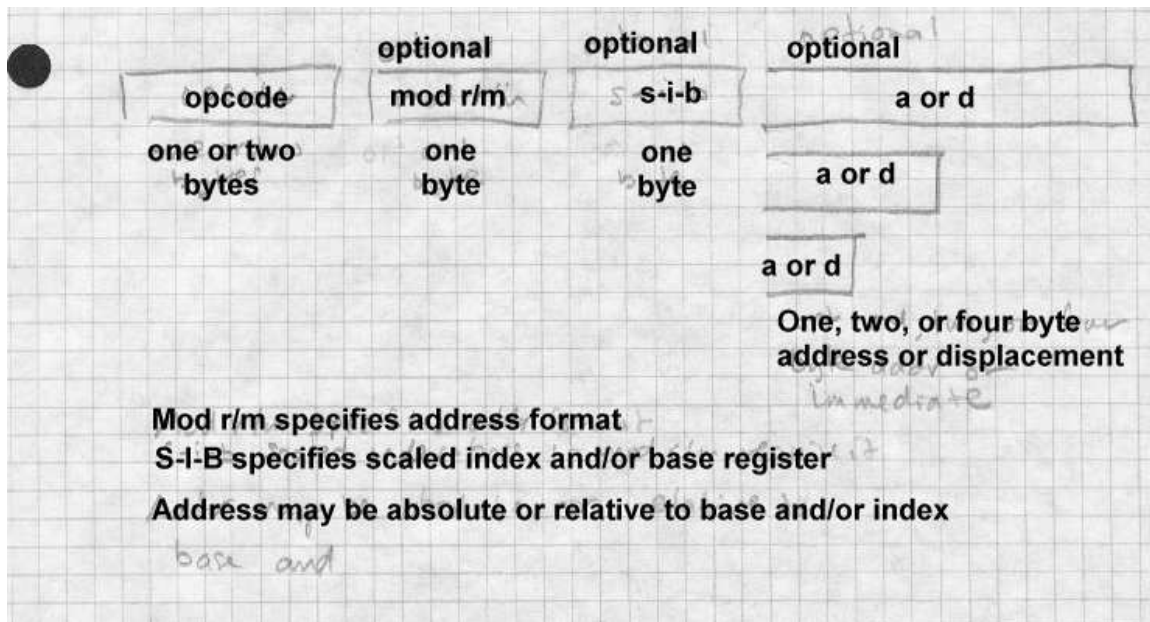 optional optional optional
opcode mod r/m s-i-b a or d
one or two one one
bytes byte byte
a or d
a or d
One, two, or four byte
address or displacement
immediate
Mod r/m specifies address format
S-I-B specifies scaled index and/or base register
Address may be absolute or relative to base and/or index
base and